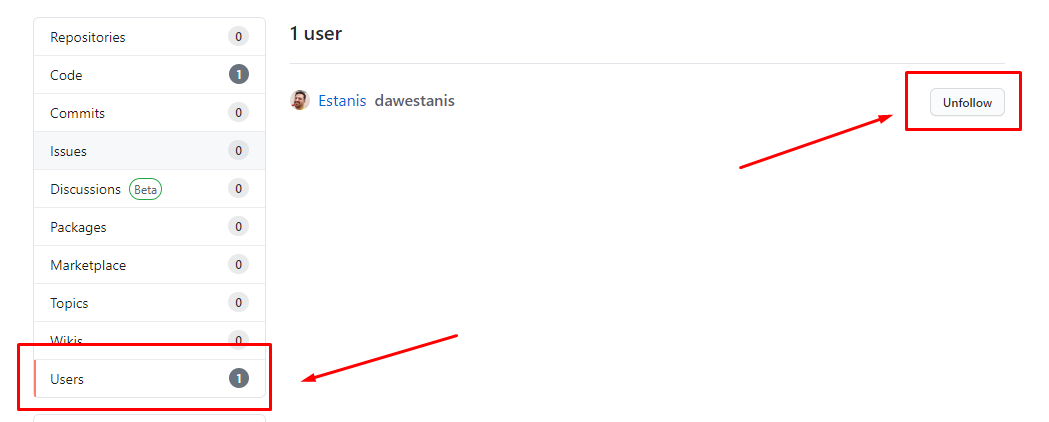 Repositories 0
Code 1
Commits 0
Issues 0
Discussions Beta 0
Packages 0
Marketplace 0
Topics 0
Wikis 0
Users 1
1 user
Estanis dawestanis
Unfollow